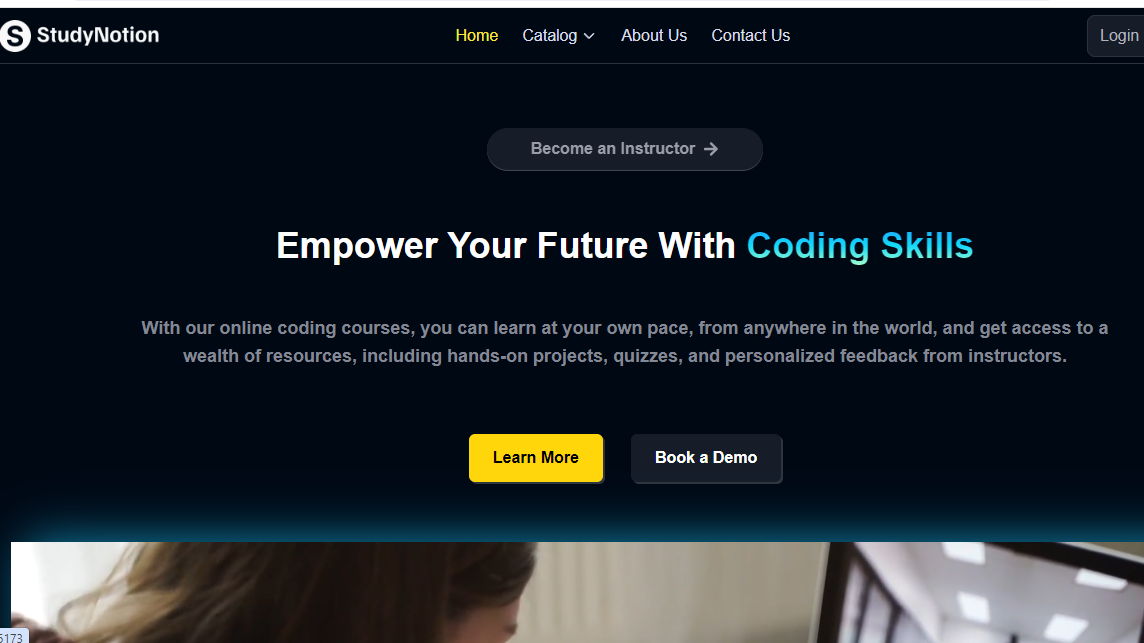 StudyNotion
Home
Catalog
About Us
Contact Us
Login
Become an Instructor →
Empower Your Future With Coding Skills
With our online coding courses, you can learn at your own pace, from anywhere in the world, and get access to a
wealth of resources, including hands-on projects, quizzes, and personalized feedback from instructors.
Learn More
Book a Demo
5173